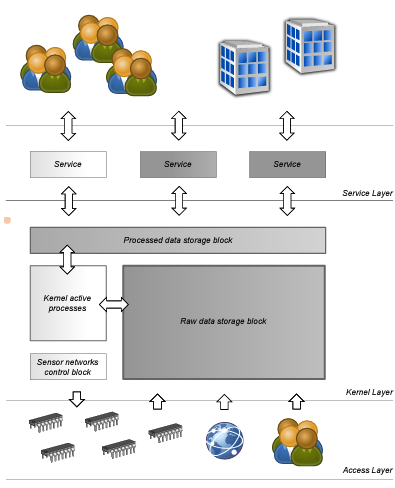 Service
Service
Service
Service Layer
Processed data storage block
Kernel active
processes
Raw data storage block
Sensor networks
control block
Kernel Layer
Access Layer